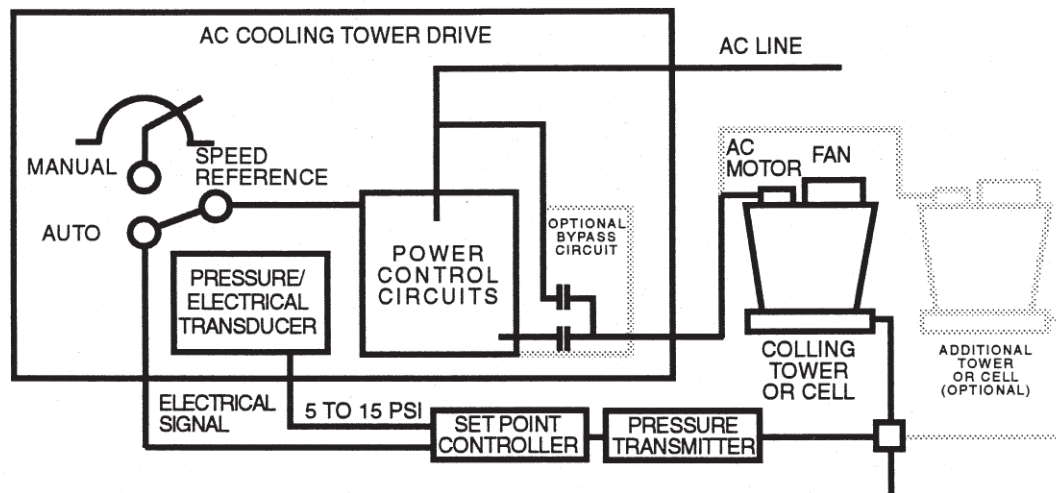 AC COOLING TOWER DRIVE
AC LINE
MANUAL
SPEED
REFERENCE
AUTO
PRESSURE/
ELECTRICAL
TRANSDUCER
POWER
CONTROL
CIRCUITS
OPTIONAL
BYPASS
CIRCUIT
AC
MOTOR
FAN
COLLING
TOWER
OR CELL
ADDITIONAL
TOWER
OR CELL
(OPTIONAL)
ELECTRICAL
SIGNAL
5 TO 15 PSI
SET POINT
CONTROLLER
PRESSURE
TRANSMITTER